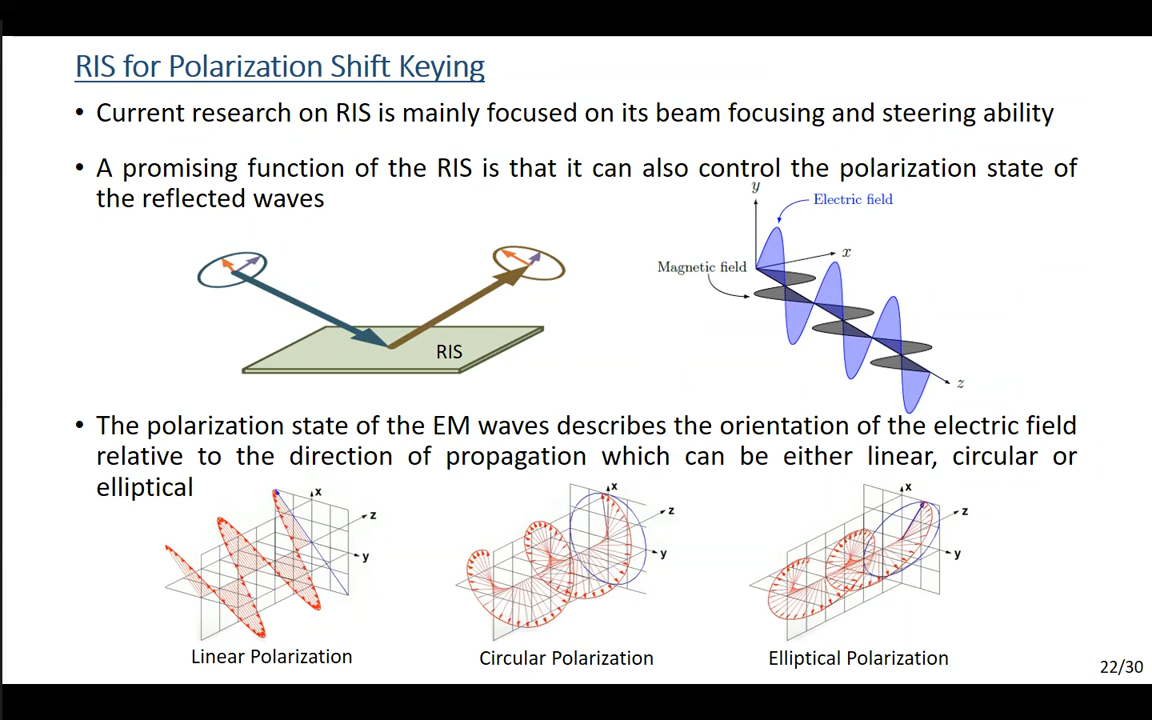 RIS for Polarization Shift Keying
• Current research on RIS is mainly focused on its beam focusing and steering ability
• A promising function of the RIS is that it can also control the polarization state of
the reflected waves
y
Electric field
x
Magnetic field
z
RIS
• The polarization state of the EM waves describes the orientation of the electric field
relative to the direction of propagation which can be either linear, circular or
elliptical
x
z
y
x
z
y
x
z
y
Linear Polarization
Circular Polarization
Elliptical Polarization
22/30